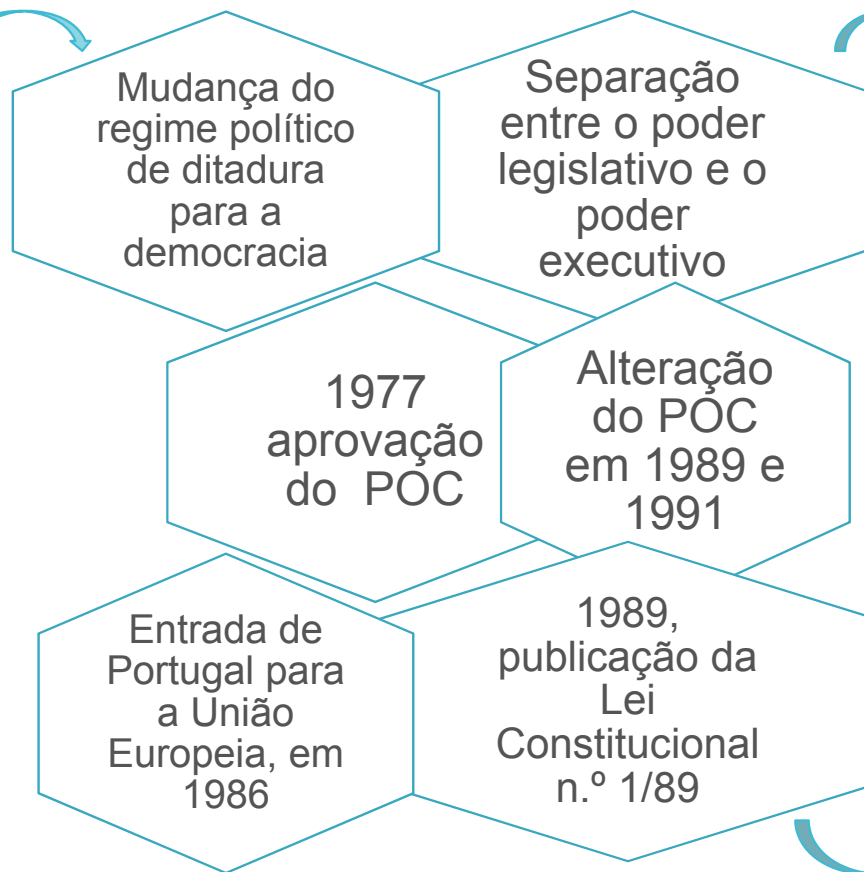 Mudança do
regime político
de ditadura
para a
democracia
Separação
entre o poder
legislativo e o
poder
executivo
1977
aprovação
do POC
Alteração
do POC
em 1989 e
1991
Entrada de
Portugal para
a União
Europeia, em
1986
1989,
publicação da
Lei
Constitucional
n.º 1/89